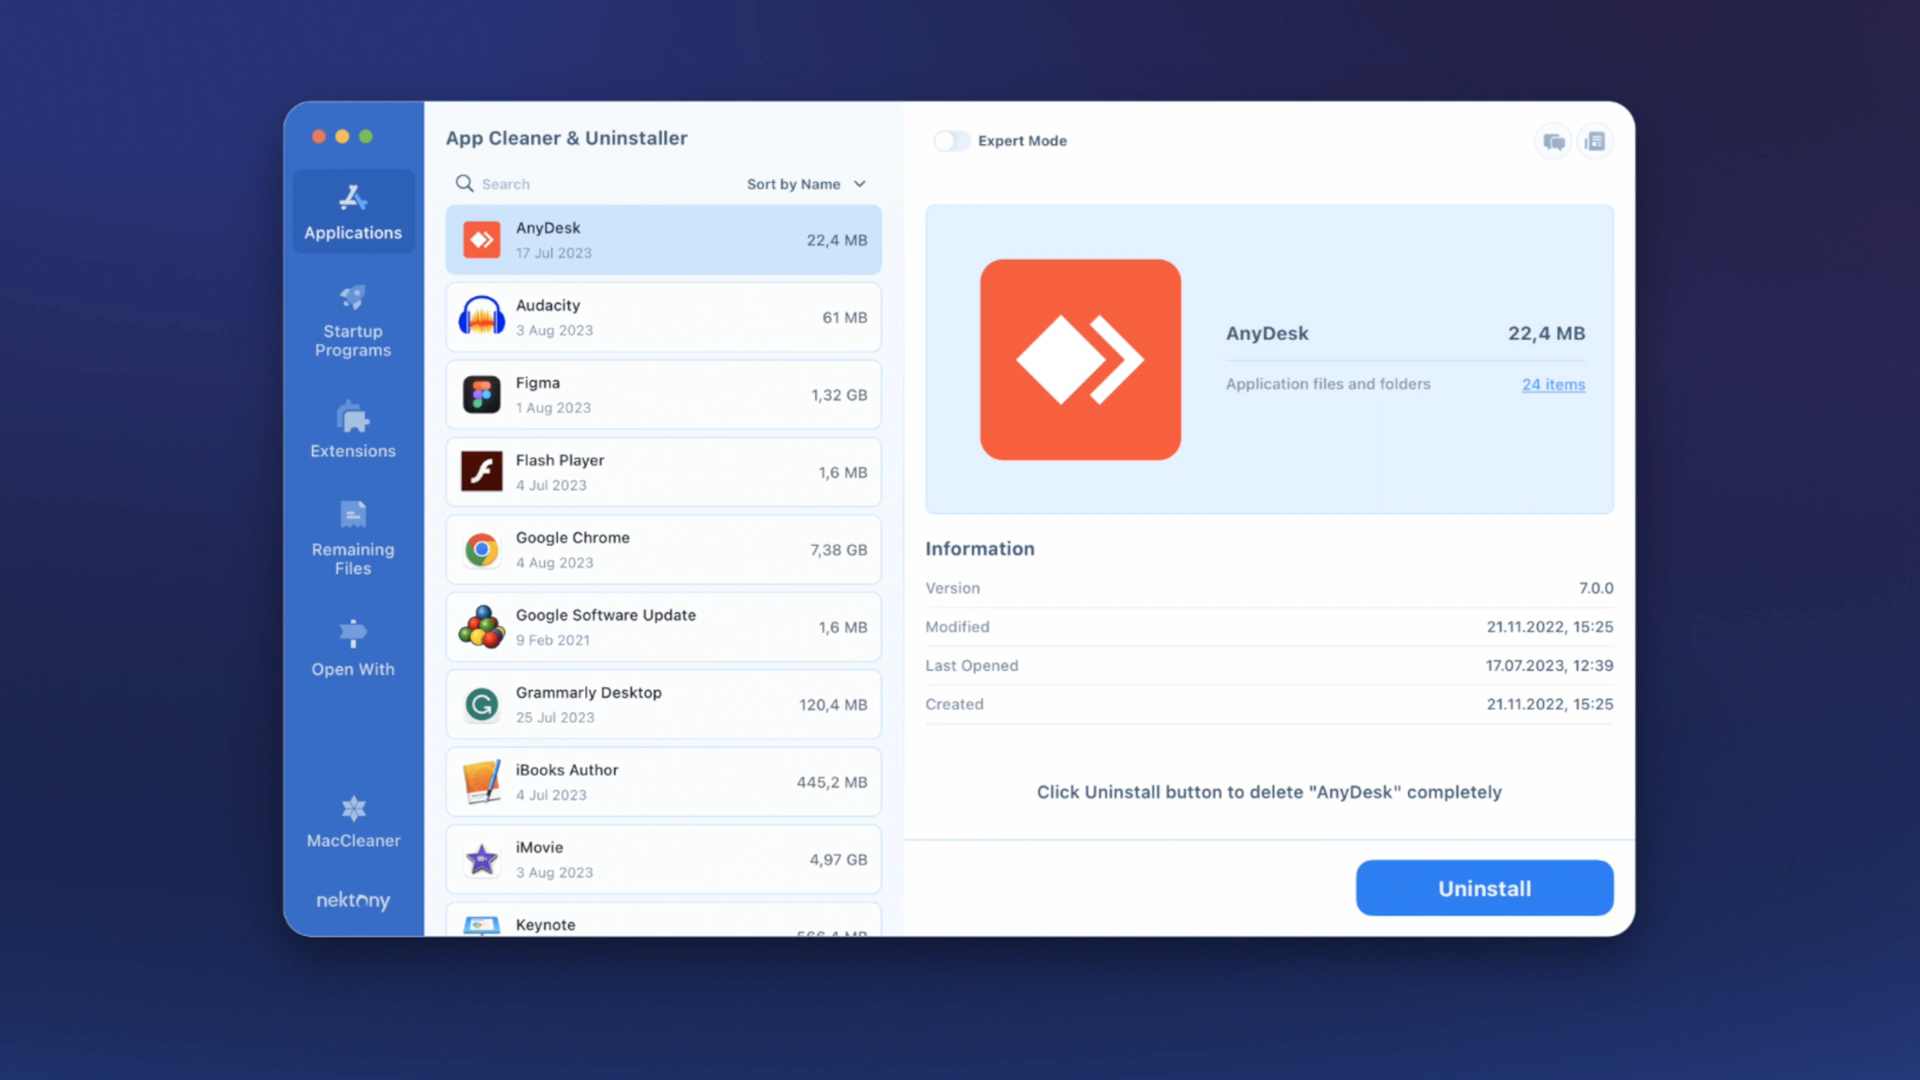 App Cleaner & Uninstaller
Search
Sort by Name
Applications
Startup
Programs
Extensions
Remaining
Files
Open With
MacCleaner
nektony
AnyDesk
17 Jul 2023
22,4 MB
Audacity
3 Aug 2023
61 MB
Figma
1 Aug 2023
1,32 GB
Flash Player
4 Jul 2023
1,6 MB
Google Chrome
4 Aug 2023
7,38 GB
Google Software Update
9 Feb 2021
1,6 MB
Grammarly Desktop
25 Jul 2023
120,4 MB
iBooks Author
4 Jul 2023
445,2 MB
iMovie
3 Aug 2023
4,97 GB
Keynote
Expert Mode
AnyDesk 22,4 MB
Application files and folders 24 items
Information
Version 7.0.0
Modified 21.11.2022, 15:25
Last Opened 17.07.2023, 12:39
Created 21.11.2022, 15:25
Click Uninstall button to delete "AnyDesk" completely
Uninstall